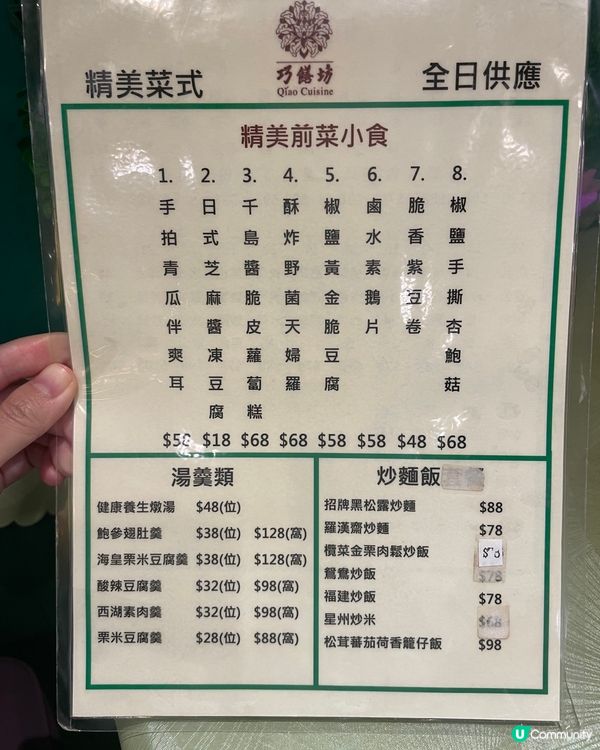 巧膳坊
Qiao Cuisine
精美菜式
全日供應
精美前菜小食
1. 手拍青瓜伴爽耳 $58
2. 日式芝麻醬凍豆腐 $18
3. 千島醬脆皮蘿蔔糕 $68
4. 酥炸野菌天婦羅 $68
5. 椒鹽黃金脆豆腐 $58
6. 鹵水素鵝片 $58
7. 脆香紫豆卷 $48
8. 椒鹽手撕杏鮑菇 $68
湯羹類
健康養生燉湯 $48(位)
鮑參翅肚羹 $38(位) $128(窩)
海皇栗米豆腐羹 $38(位) $128(窩)
酸辣豆腐羹 $32(位) $98(窩)
西湖素肉羹 $32(位) $98(窩)
栗米豆腐羹 $28(位) $88(窩)
炒麵飯
招牌黑松露炒麵 $88
羅漢齋炒麵 $78
欖菜金栗肉鬆炒飯
鴛鴦炒飯 $78
福建炒飯 $78
星州炒米 $68
松茸蕃茄荷香籠仔飯 $98
U Community